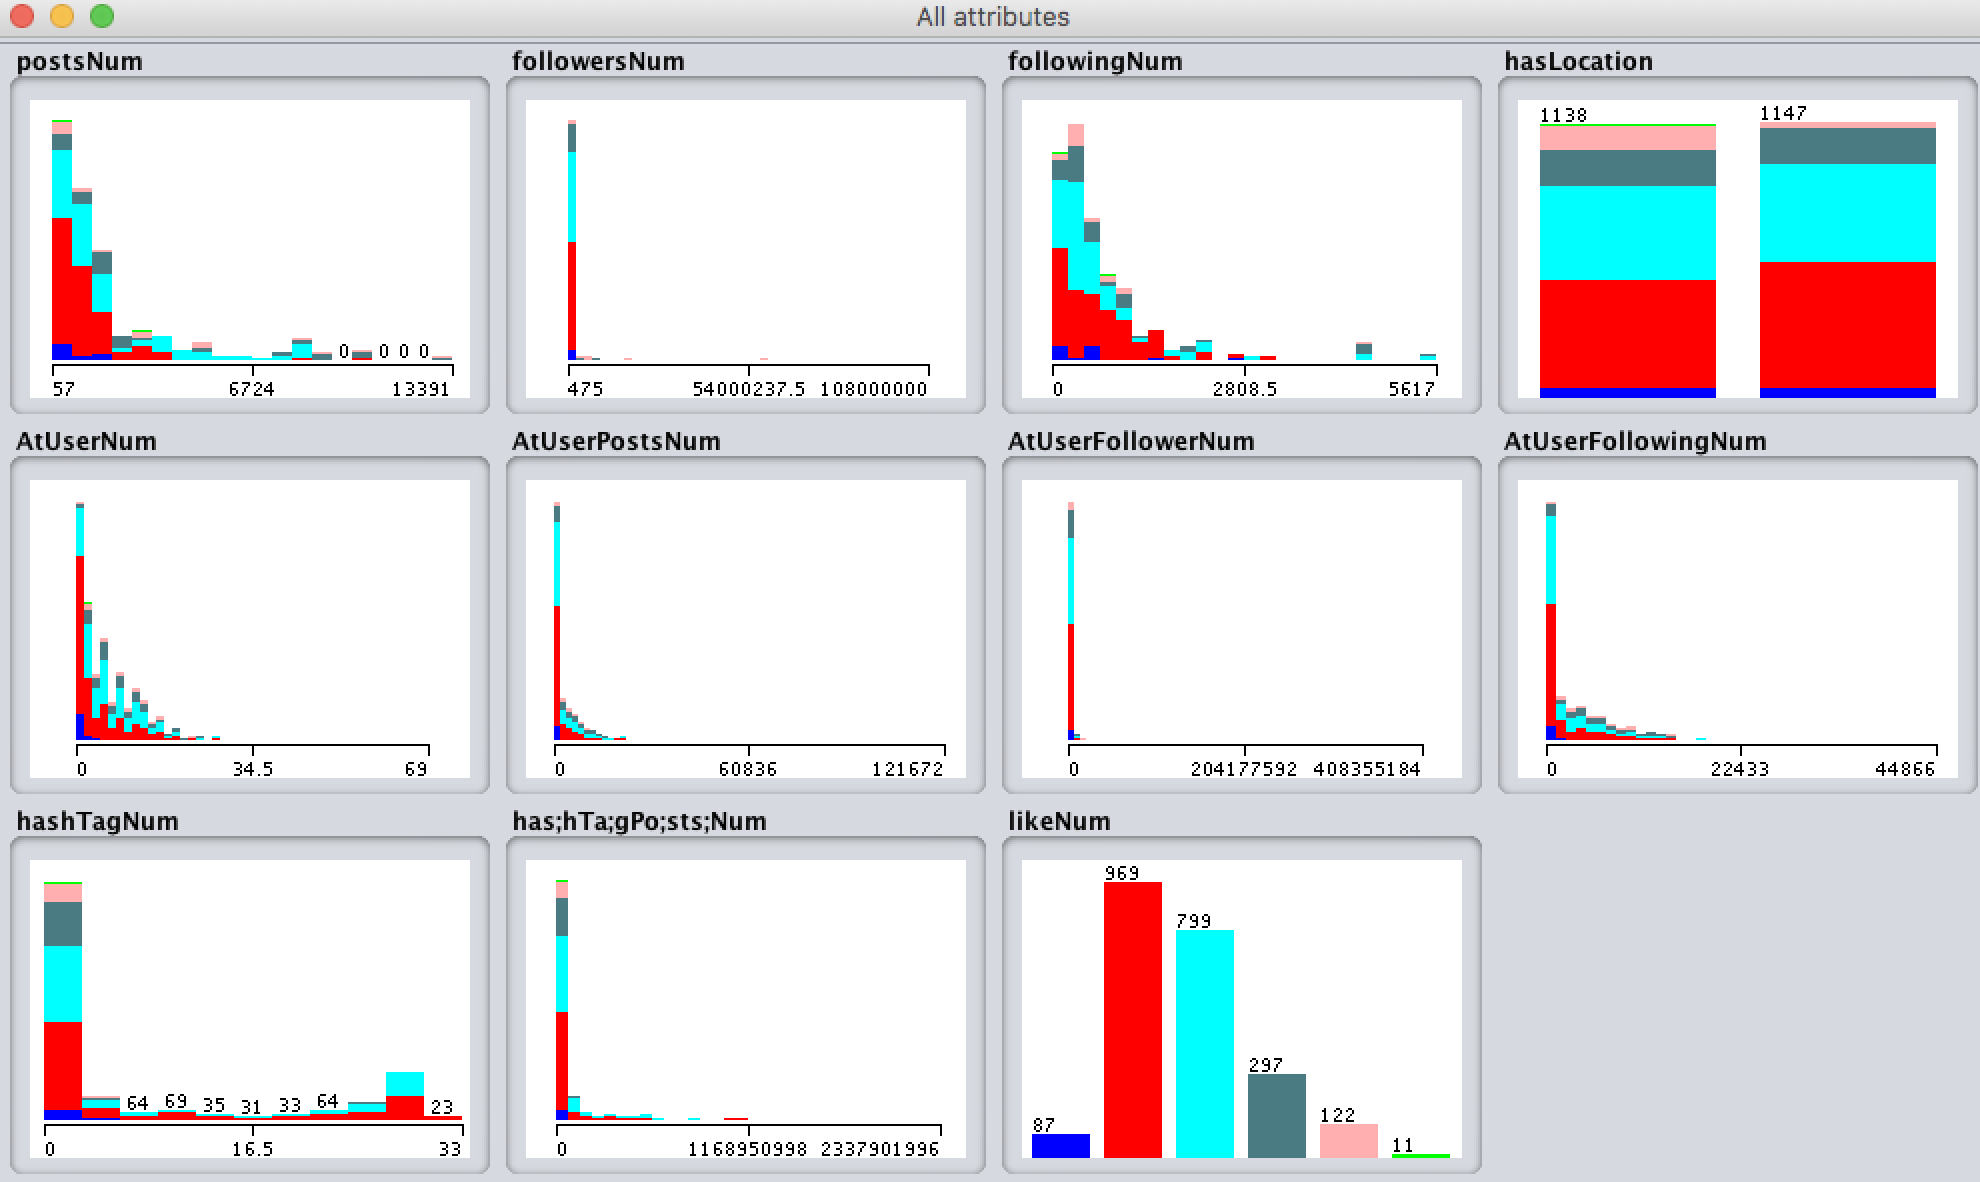 All attributes
postsNum
0 0 0 0
57 6724 13391
followersNum
475 54000237.5 108000000
followingNum
0 2808.5 5617
hasLocation
1138 1147
AtUserNum
0 34.5 69
AtUserPostsNum
0 60836 121672
AtUserFollowerNum
0 204177592 408355184
AtUserFollowingNum
0 22433 44866
hashTagNum
64 69 35 31 33 64 23
0 16.5 33
has;hTa;gPo;sts;Num
0 1168950998 2337901996
likeNum
87 969 799 297 122 11